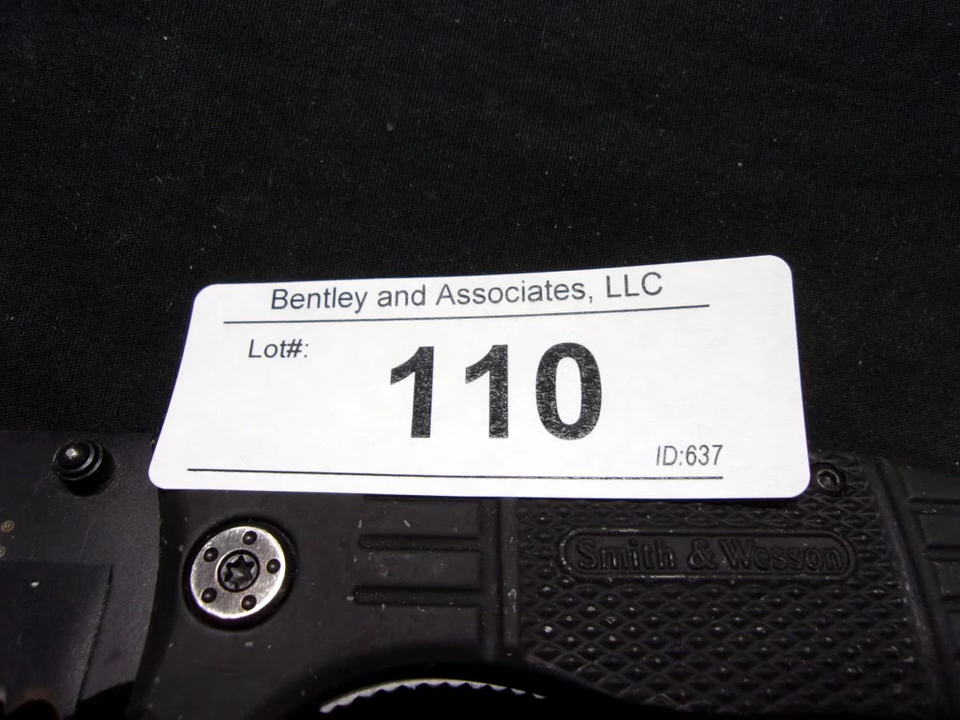 Bentley and Associates, LLC
Lot#:
110
ID:637
Smith & Wesson